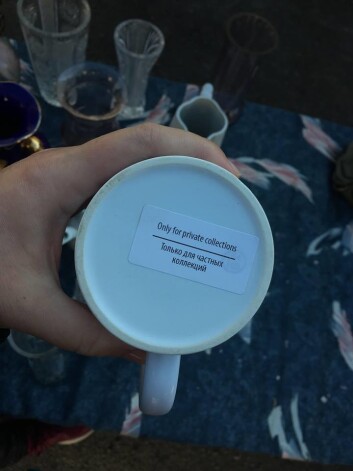 Only for private collections
Только для частных
коллекций